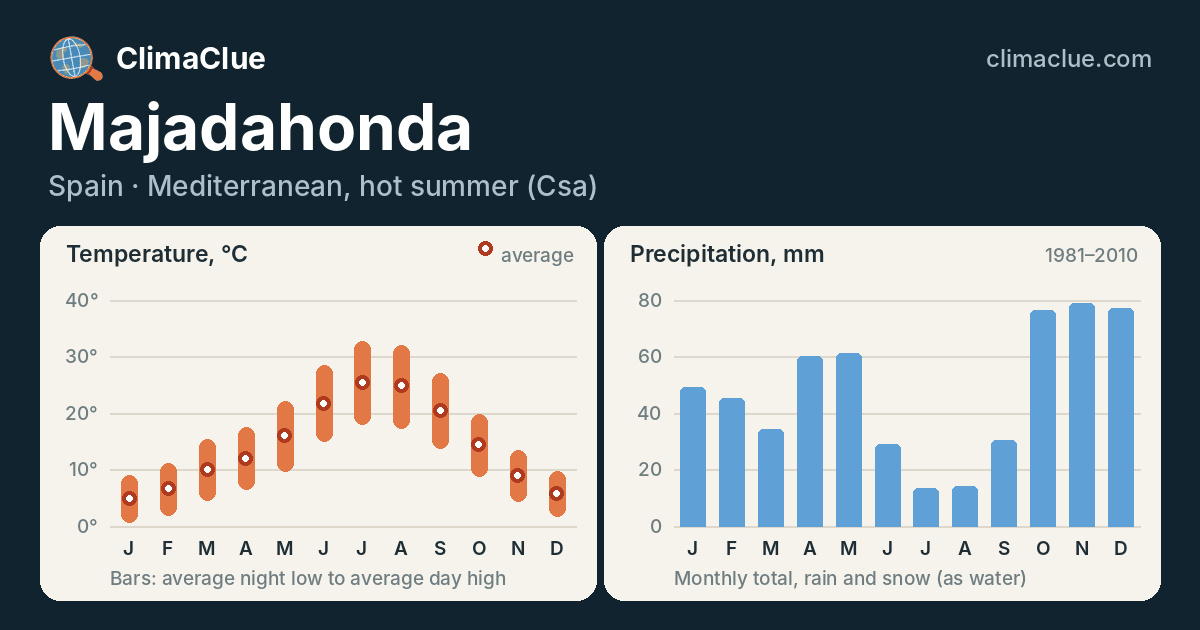 ClimaClue
climaclue.com
Majadahonda
Spain · Mediterranean, hot summer (Csa)
Temperature, °C
average
40°
30°
20°
10°
0°
J F M A M J J A S O N D
Bars: average night low to average day high
Precipitation, mm
1981–2010
80
60
40
20
0
J F M A M J J A S O N D
Monthly total, rain and snow (as water)